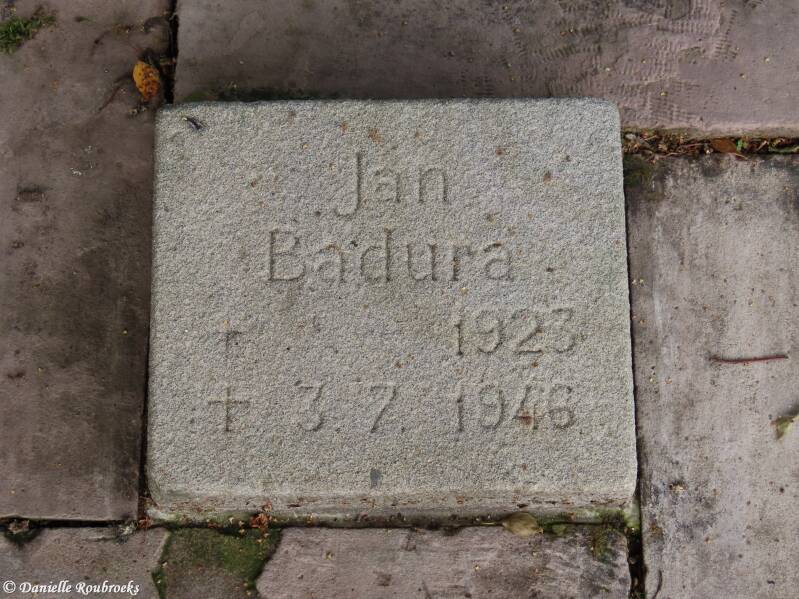 Jan
Badura
* 1923
† 3. 7. 1946
© Danielle Roubroeks